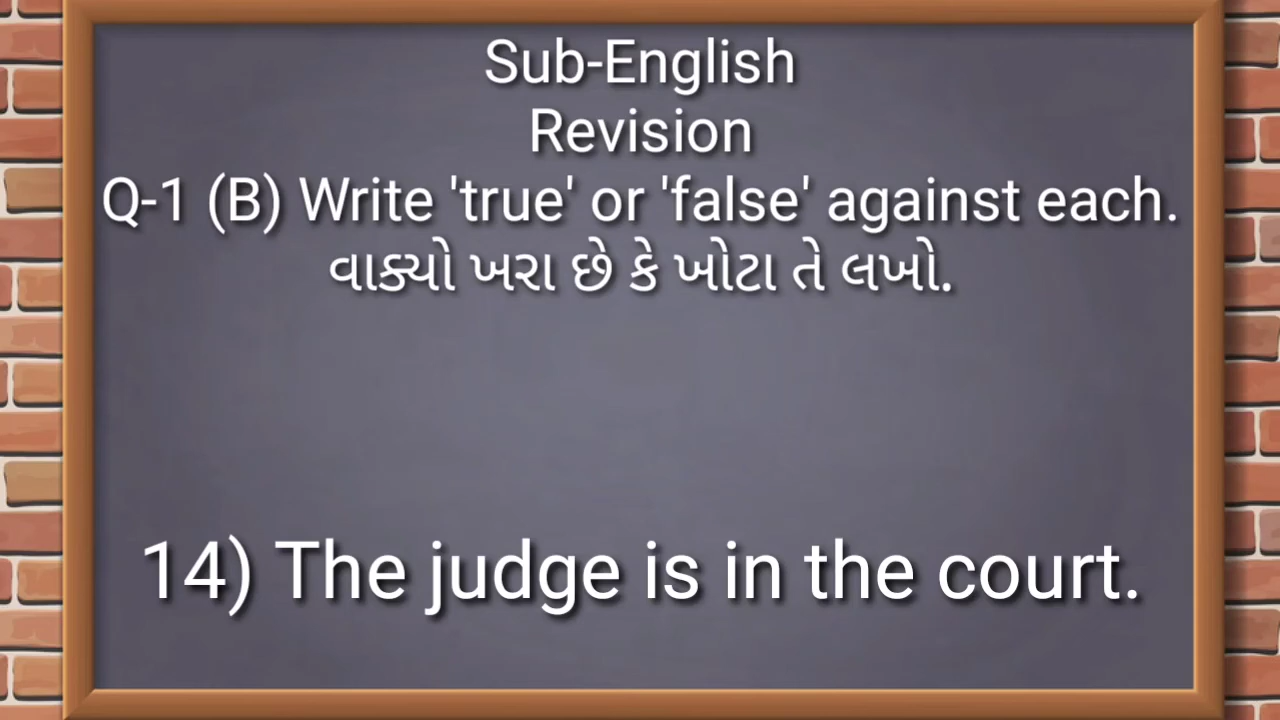 Sub-English
Revision
Q-1 (B) Write 'true' or 'false' against each.
વાક્યો ખરા છે કે ખોટા તે લખો.
14) The judge is in the court.